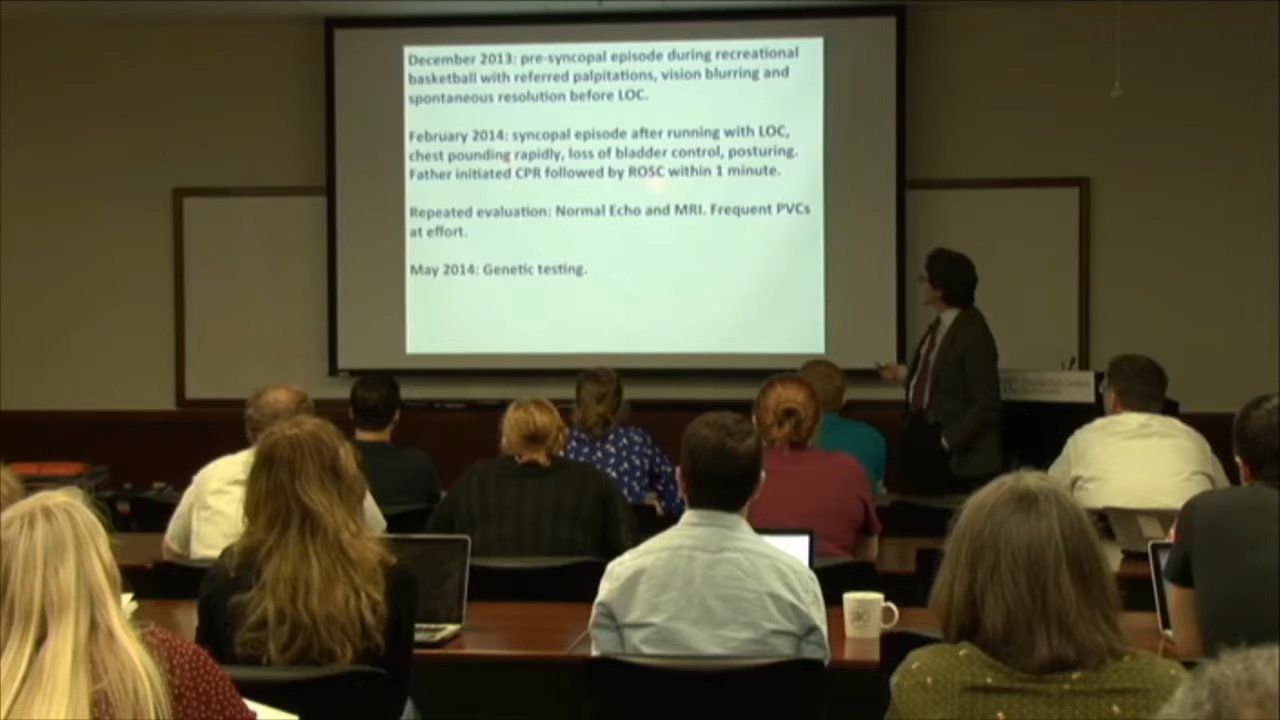 December 2013: pre-syncopal episode during recreational
basketball with referred palpitations, vision blurring and
spontaneous resolution before LOC.
February 2014: syncopal episode after running with LOC,
chest pounding rapidly, loss of bladder control, posturing.
Father initiated CPR followed by ROSC within 1 minute.
Repeated evaluation: Normal Echo and MRI. Frequent PVCs
at effort.
May 2014: Genetic testing.